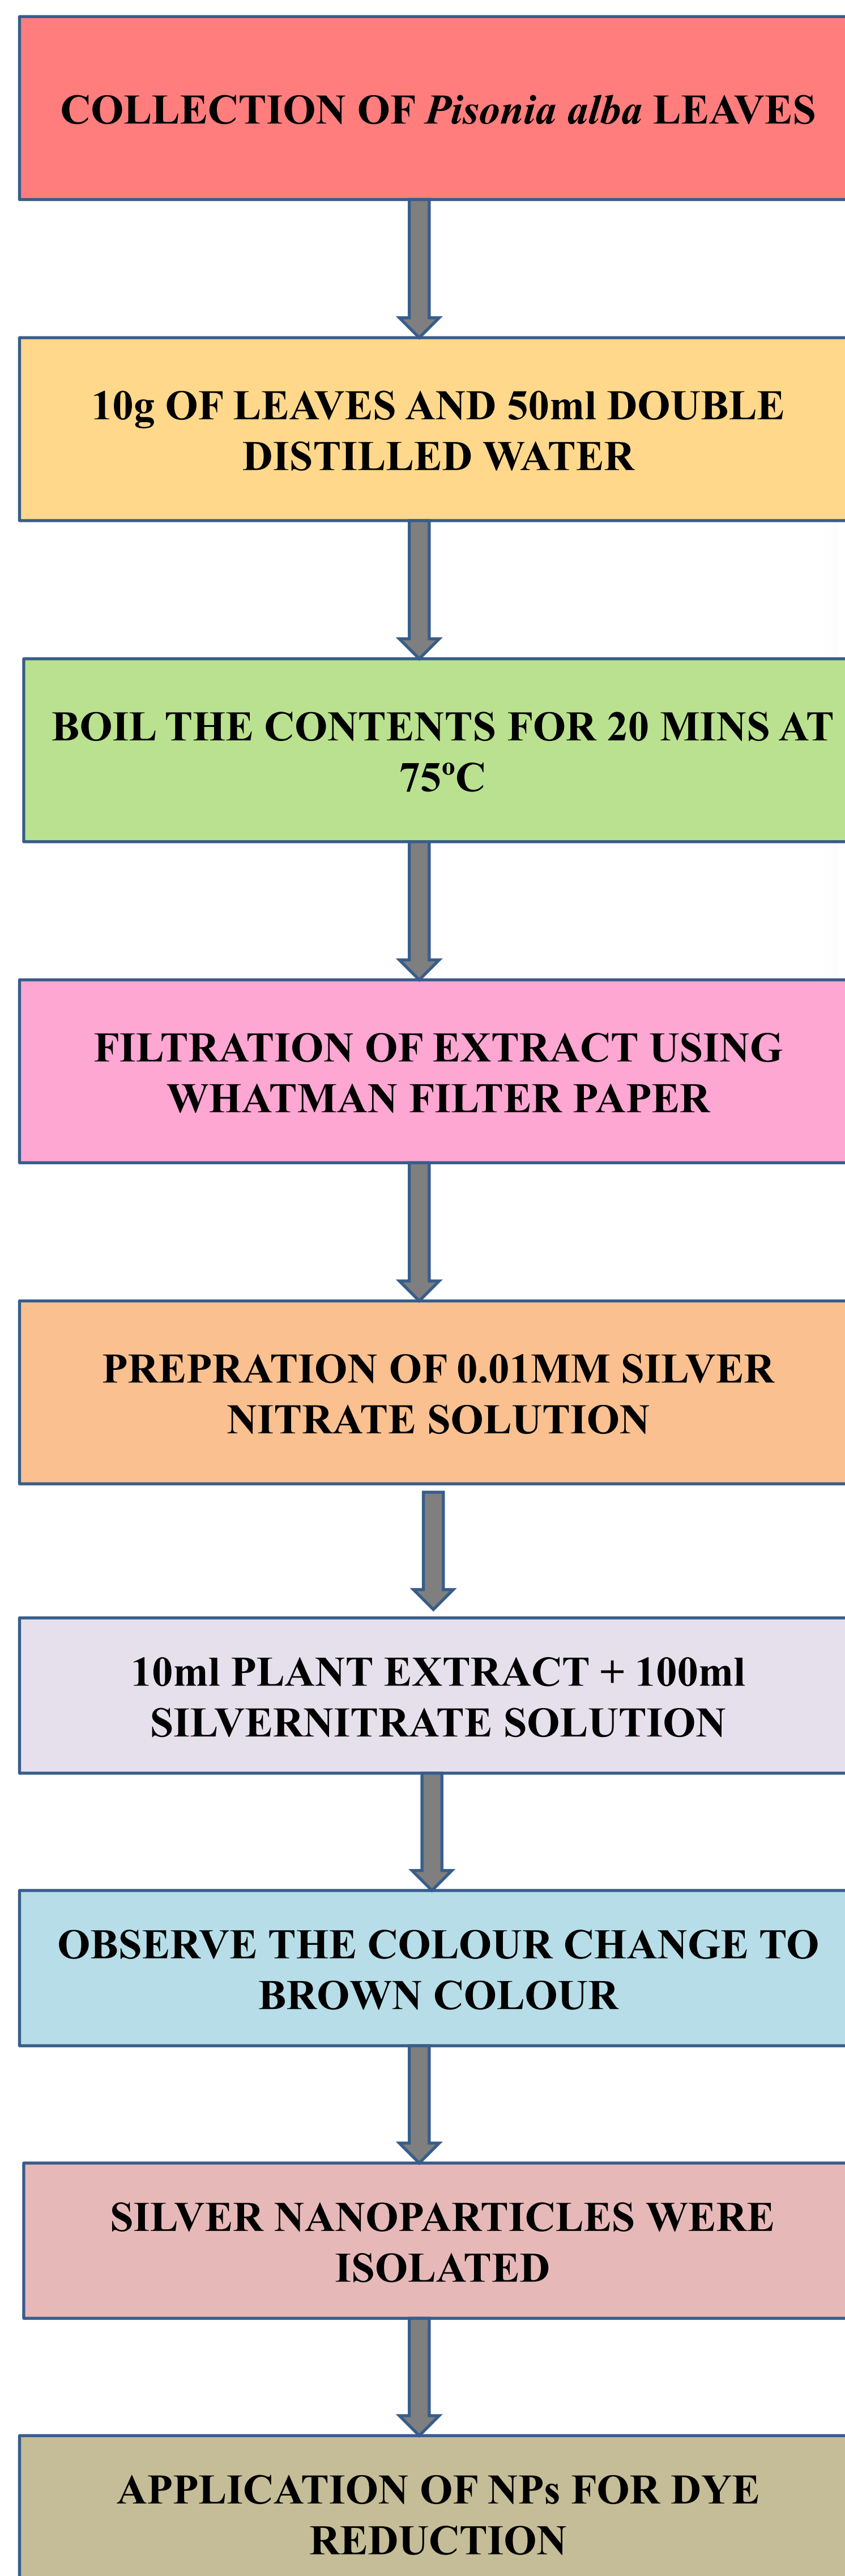 COLLECTION OF Pisonia alba LEAVES
10g OF LEAVES AND 50ml DOUBLE
DISTILLED WATER
BOIL THE CONTENTS FOR 20 MINS AT
75ºC
FILTRATION OF EXTRACT USING
WHATMAN FILTER PAPER
PREPRATION OF 0.01MM SILVER
NITRATE SOLUTION
10ml PLANT EXTRACT + 100ml
SILVERNITRATE SOLUTION
OBSERVE THE COLOUR CHANGE TO
BROWN COLOUR
SILVER NANOPARTICLES WERE
ISOLATED
APPLICATION OF NPs FOR DYE
REDUCTION